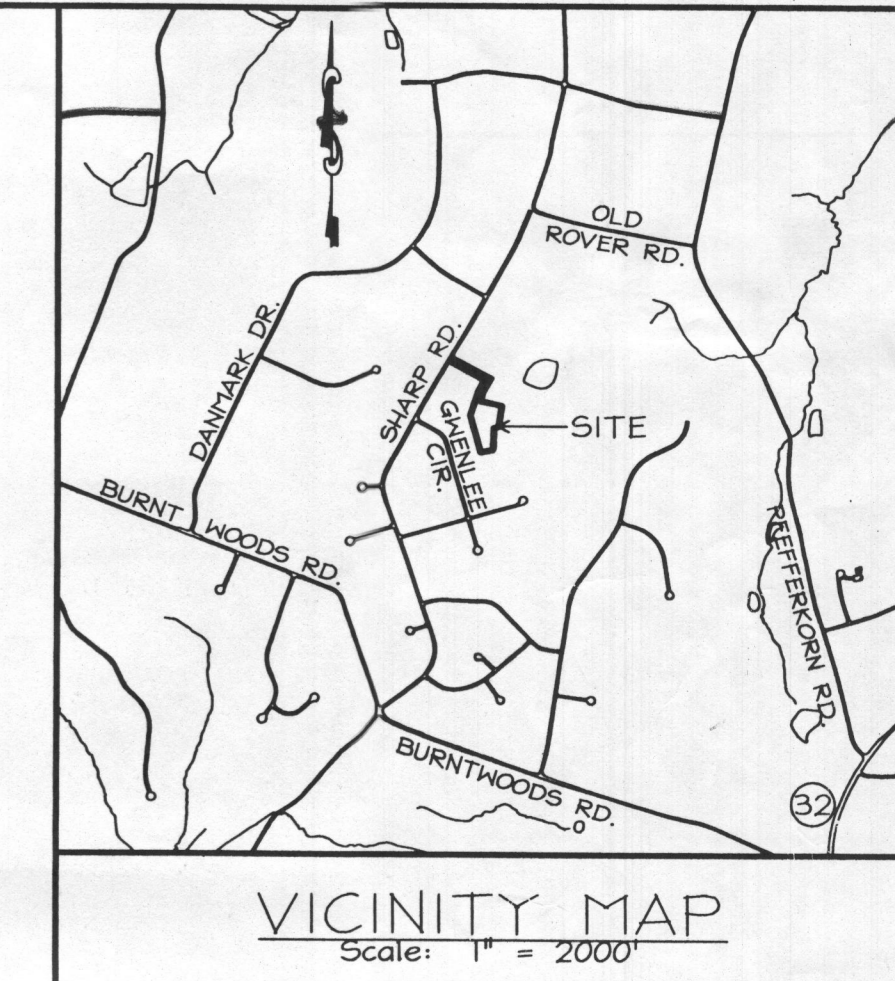 OLD
ROVER RD.
DANMARK DR.
SHARP RD.
GWENLEE
CIR.
SITE
BURNT WOODS RD.
PFEFFERKORN RD.
BURNTWOODS RD.
32
VICINITY MAP
Scale: 1" = 2000'